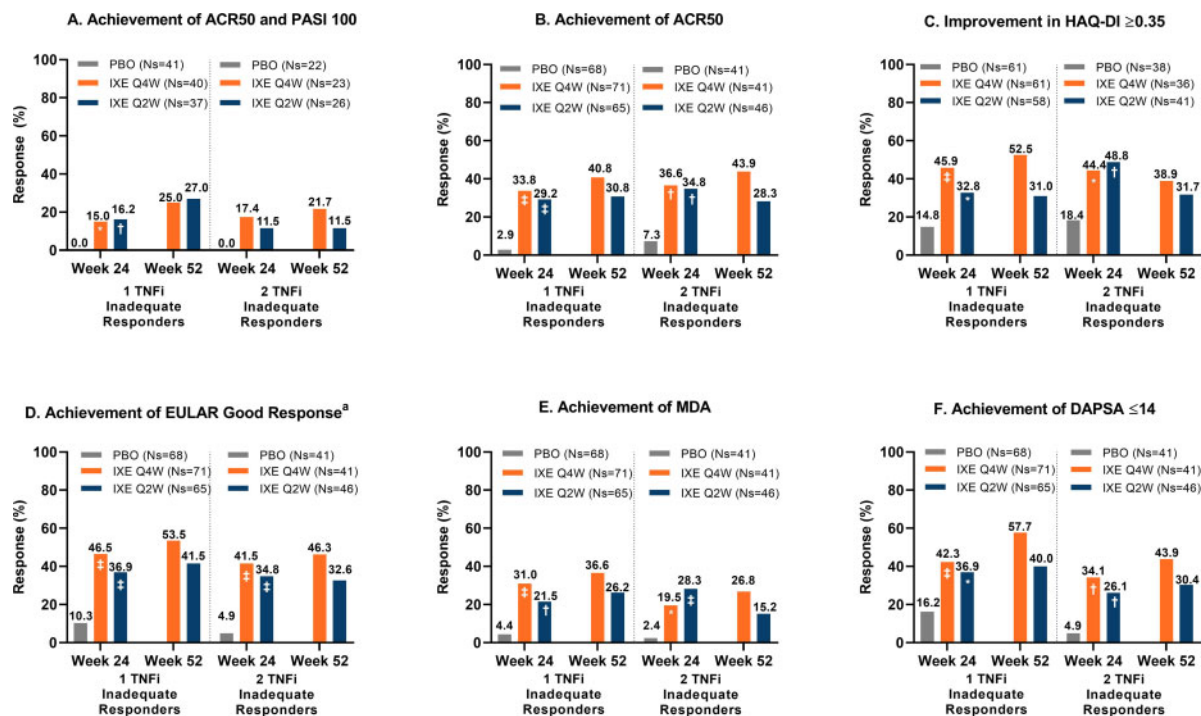 A. Achievement of ACR50 and PASI 100
100
80
60
40
20
0
Response (%)
PBO (Ns=41)
IXE Q4W (Ns=40)
IXE Q2W (Ns=37)
PBO (Ns=22)
IXE Q4W (Ns=23)
IXE Q2W (Ns=26)
0.0
15.0
*
16.2
†
25.0
27.0
0.0
17.4
11.5
21.7
11.5
Week 24 Week 52 Week 24 Week 52
1 TNFi
Inadequate
Responders
2 TNFi
Inadequate
Responders
B. Achievement of ACR50
100
80
60
40
20
0
Response (%)
PBO (Ns=68)
IXE Q4W (Ns=71)
IXE Q2W (Ns=65)
PBO (Ns=41)
IXE Q4W (Ns=41)
IXE Q2W (Ns=46)
2.9
33.8
‡
29.2
‡
40.8
30.8
7.3
36.6
†
34.8
†
43.9
28.3
Week 24 Week 52 Week 24 Week 52
1 TNFi
Inadequate
Responders
2 TNFi
Inadequate
Responders
C. Improvement in HAQ-DI ≥0.35
100
80
60
40
20
0
Response (%)
PBO (Ns=61)
IXE Q4W (Ns=61)
IXE Q2W (Ns=58)
PBO (Ns=38)
IXE Q4W (Ns=36)
IXE Q2W (Ns=41)
14.8
45.9
‡
32.8
*
52.5
31.0
18.4
44.4
*
48.8
†
38.9
31.7
Week 24 Week 52 Week 24 Week 52
1 TNFi
Inadequate
Responders
2 TNFi
Inadequate
Responders
D. Achievement of EULAR Good Responseª
100
80
60
40
20
0
Response (%)
PBO (Ns=68)
IXE Q4W (Ns=71)
IXE Q2W (Ns=65)
PBO (Ns=41)
IXE Q4W (Ns=41)
IXE Q2W (Ns=46)
10.3
46.5
‡
36.9
‡
53.5
41.5
4.9
41.5
‡
34.8
‡
46.3
32.6
Week 24 Week 52 Week 24 Week 52
1 TNFi
Inadequate
Responders
2 TNFi
Inadequate
Responders
E. Achievement of MDA
100
80
60
40
20
0
Response (%)
PBO (Ns=68)
IXE Q4W (Ns=71)
IXE Q2W (Ns=65)
PBO (Ns=41)
IXE Q4W (Ns=41)
IXE Q2W (Ns=46)
4.4
31.0
‡
21.5
†
36.6
26.2
2.4
19.5
*
28.3
‡
26.8
15.2
Week 24 Week 52 Week 24 Week 52
1 TNFi
Inadequate
Responders
2 TNFi
Inadequate
Responders
F. Achievement of DAPSA ≤14
100
80
60
40
20
0
Response (%)
PBO (Ns=68)
IXE Q4W (Ns=71)
IXE Q2W (Ns=65)
PBO (Ns=41)
IXE Q4W (Ns=41)
IXE Q2W (Ns=46)
16.2
42.3
‡
36.9
*
57.7
40.0
4.9
34.1
†
26.1
†
43.9
30.4
Week 24 Week 52 Week 24 Week 52
1 TNFi
Inadequate
Responders
2 TNFi
Inadequate
Responders